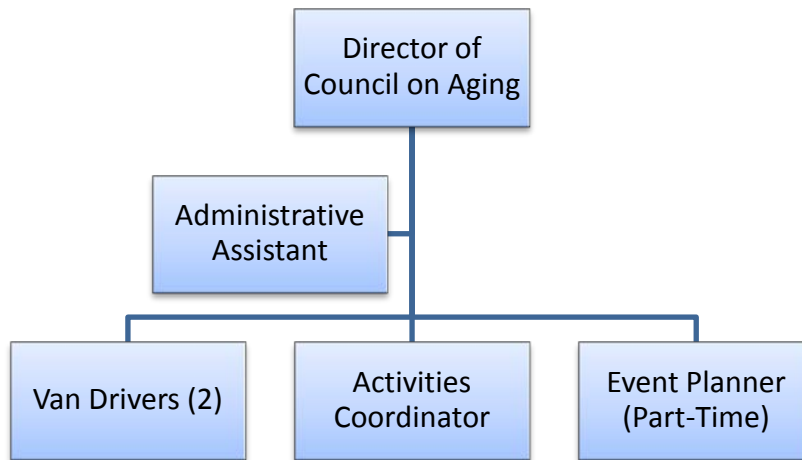 Director of
Council on Aging
Administrative
Assistant
Van Drivers (2)
Activities
Coordinator
Event Planner
(Part-Time)